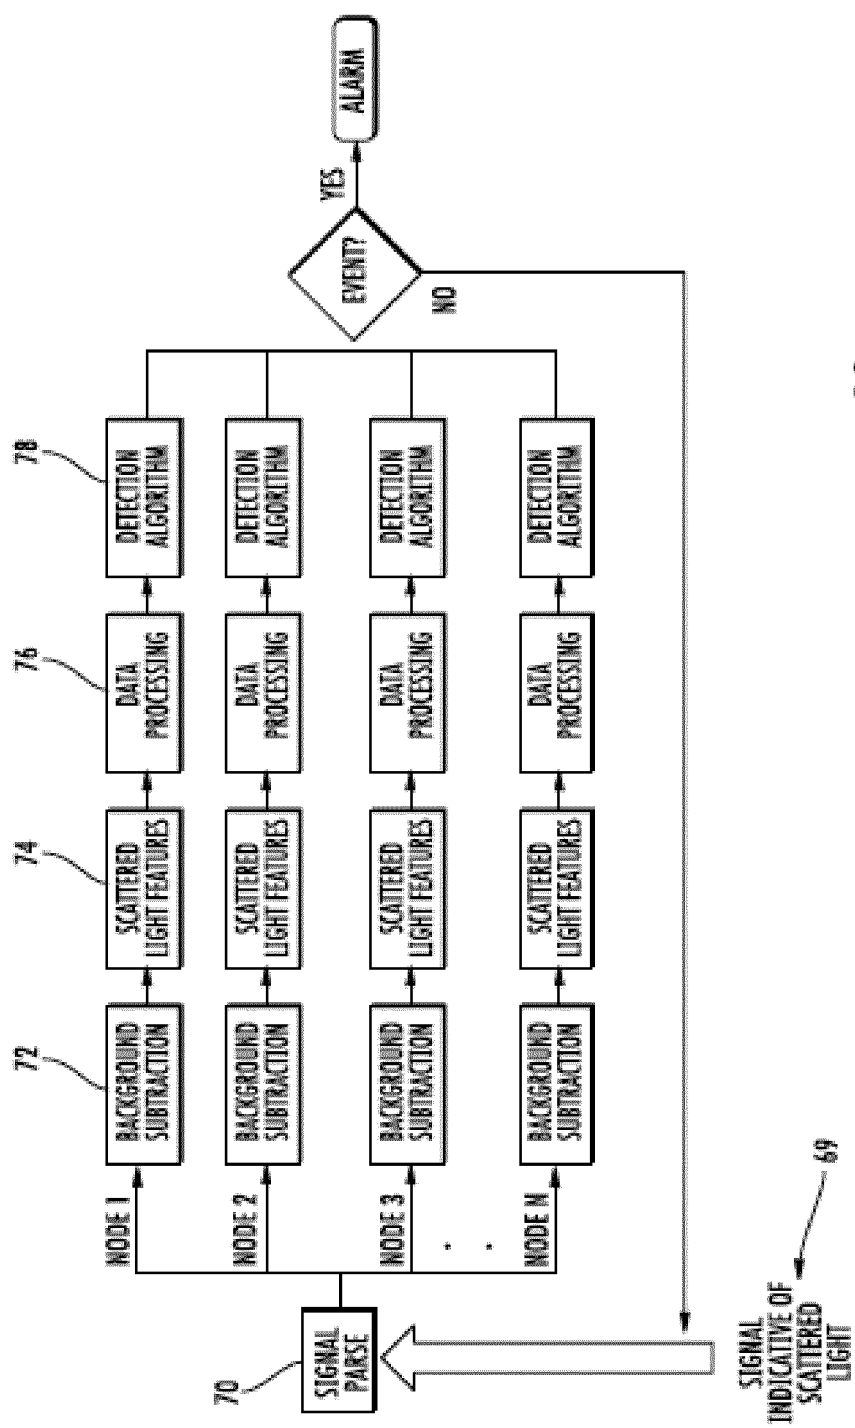 SIGNAL
INDICATIVE OF
SCATTERED
LIGHT
69
70
SIGNAL
PARSE
NODE 1
72
BACKGROUND
SUBTRACTION
74
SCATTERED
LIGHT FEATURES
76
DATA
PROCESSING
78
DETECTION
ALGORITHM
NODE 2
BACKGROUND
SUBTRACTION
SCATTERED
LIGHT FEATURES
DATA
PROCESSING
DETECTION
ALGORITHM
NODE 3
BACKGROUND
SUBTRACTION
SCATTERED
LIGHT FEATURES
DATA
PROCESSING
DETECTION
ALGORITHM
NODE N
BACKGROUND
SUBTRACTION
SCATTERED
LIGHT FEATURES
DATA
PROCESSING
DETECTION
ALGORITHM
EVENT?
YES
ALARM
NO